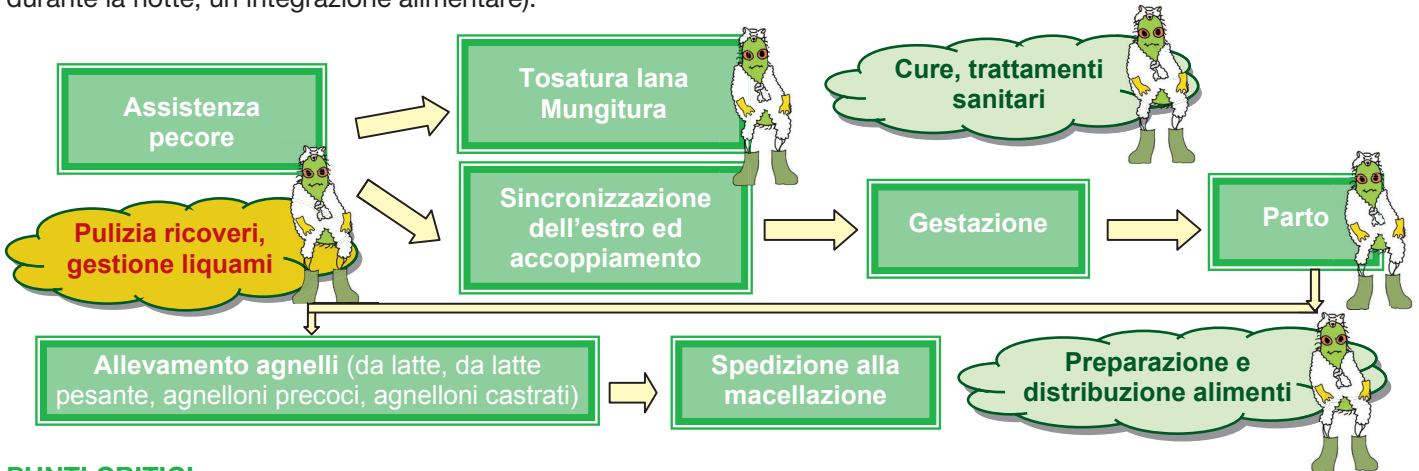 durante la notte, un'integrazione alimentare).
Assistenza
pecore
Tosatura lana
Mungitura
Cure, trattamenti
sanitari
Pulizia ricoveri,
gestione liquami
Sincronizzazione
dell'estro ed
accoppiamento
Gestazione
Parto
Allevamento agnelli (da latte, da latte
pesante, agnelloni precoci, agnelloni castrati)
Spedizione alla
macellazione
Preparazione e
distribuzione alimenti
PUNTI CRITICI